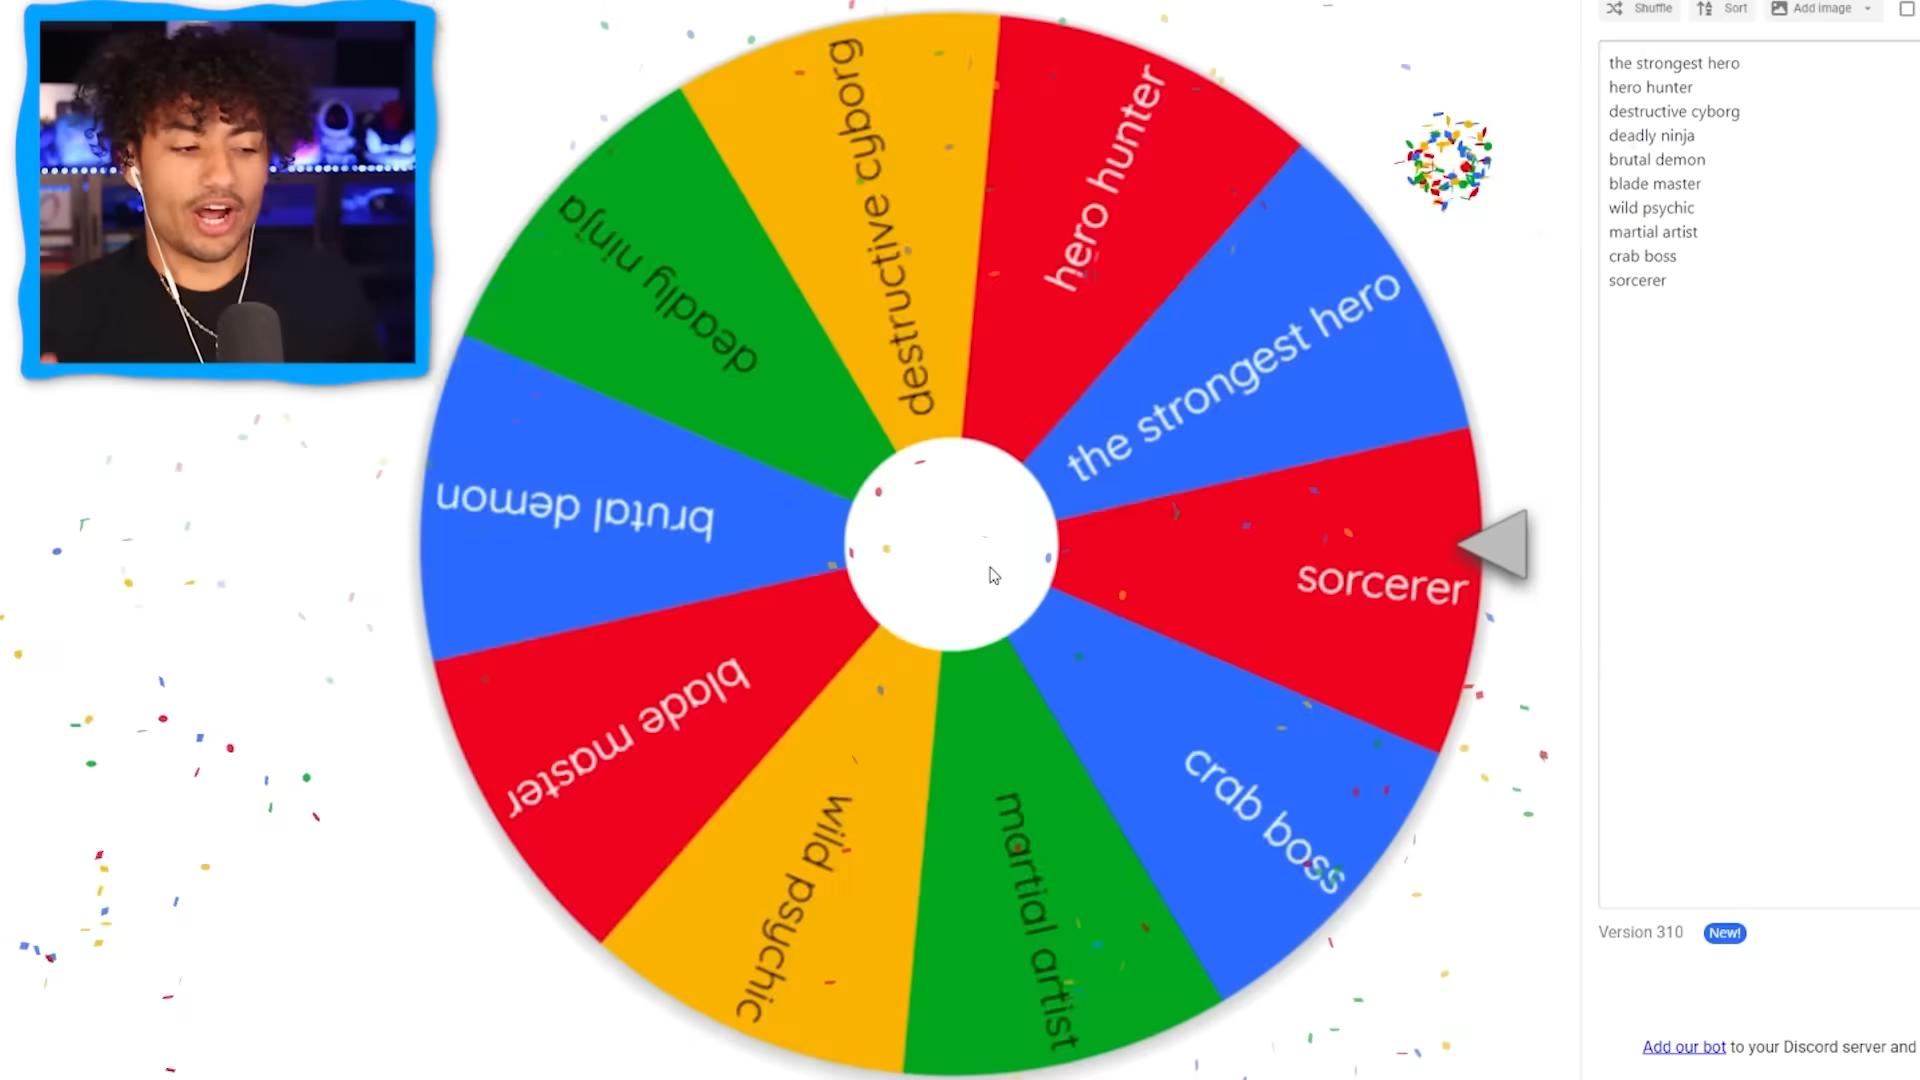 Shuffle Sort Add image
the strongest hero
hero hunter
destructive cyborg
deadly ninja
brutal demon
blade master
wild psychic
martial artist
crab boss
sorcerer
destructive cyborg
hero hunter
the strongest hero
sorcerer
crab boss
martial artist
wild psychic
blade master
brutal demon
deadly ninja
Version 310 New!
Add our bot to your Discord server and